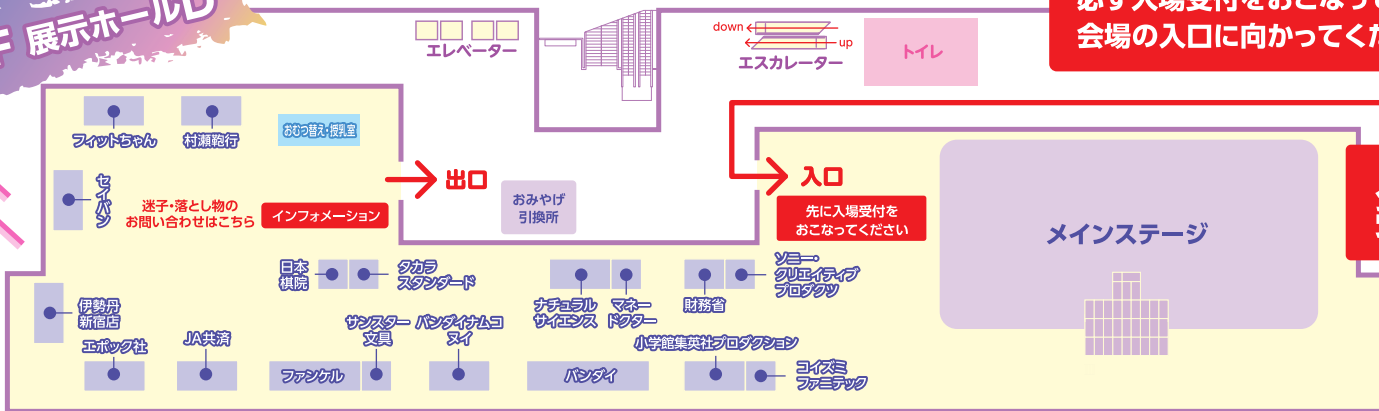 展示ホールD
エレベーター
down
up
エスカレーター
トイレ
会場の入口に向かってくだ
フィットちゃん
村瀬鞄行
おむつ替え・授乳室
セイバン
迷子・落とし物の
お問い合わせはこちら
インフォメーション
出口
おみやげ
引換所
入口
先に入場受付を
おこなってください
メインステージ
日本
棋院
タカラ
スタンダード
ナチュラル
サイエンス
マネー
ドクター
財務省
ソニー・
クリエイティブ
プロダクツ
伊勢丹
新宿店
エポック社
JA共済
ファンケル
サンスター
文具
バンダイナムコ
ヌイ
バンダイ
小学館集英社プロダクション
コイズミ
ファニテック